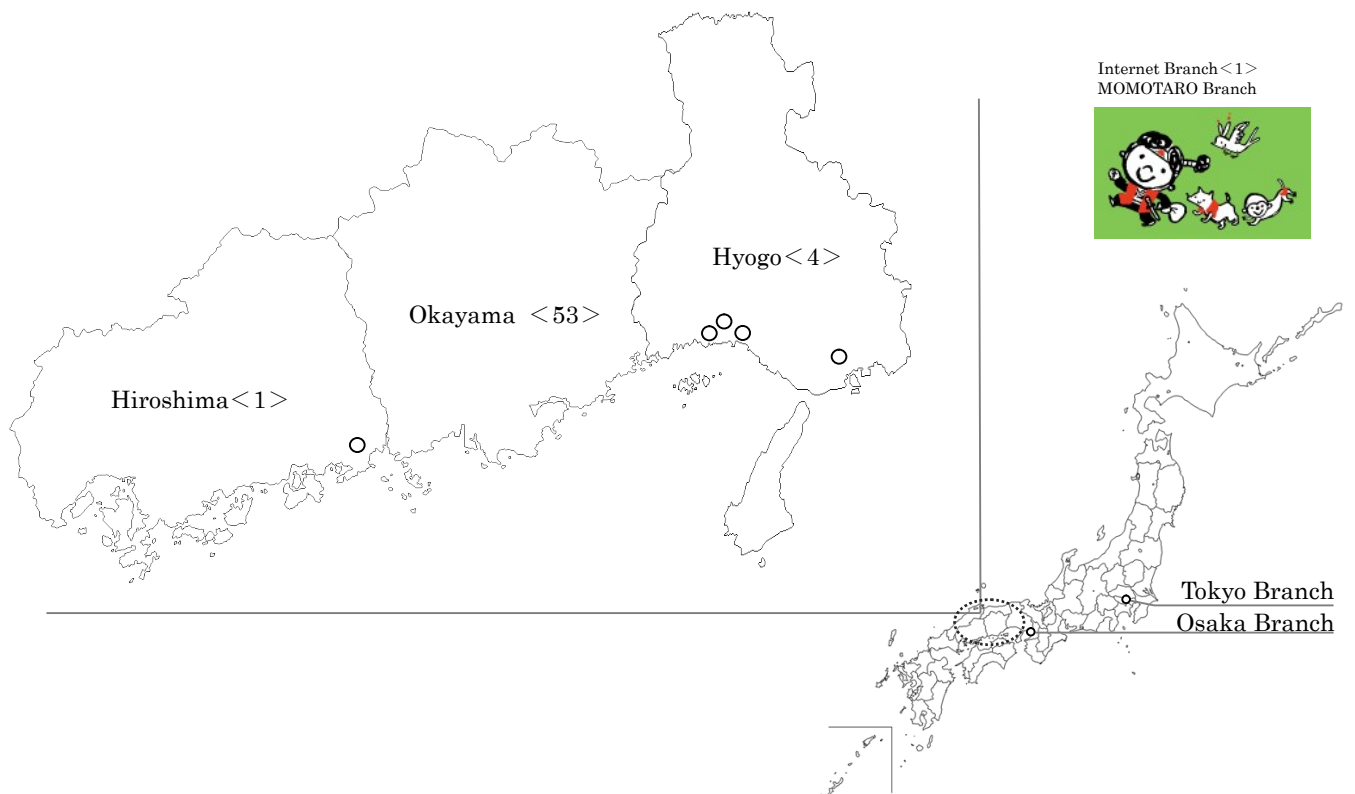 Internet Branch＜1＞
MOMOTARO Branch
Hyogo＜4＞
Okayama ＜53＞
Hiroshima＜1＞
Tokyo Branch
Osaka Branch